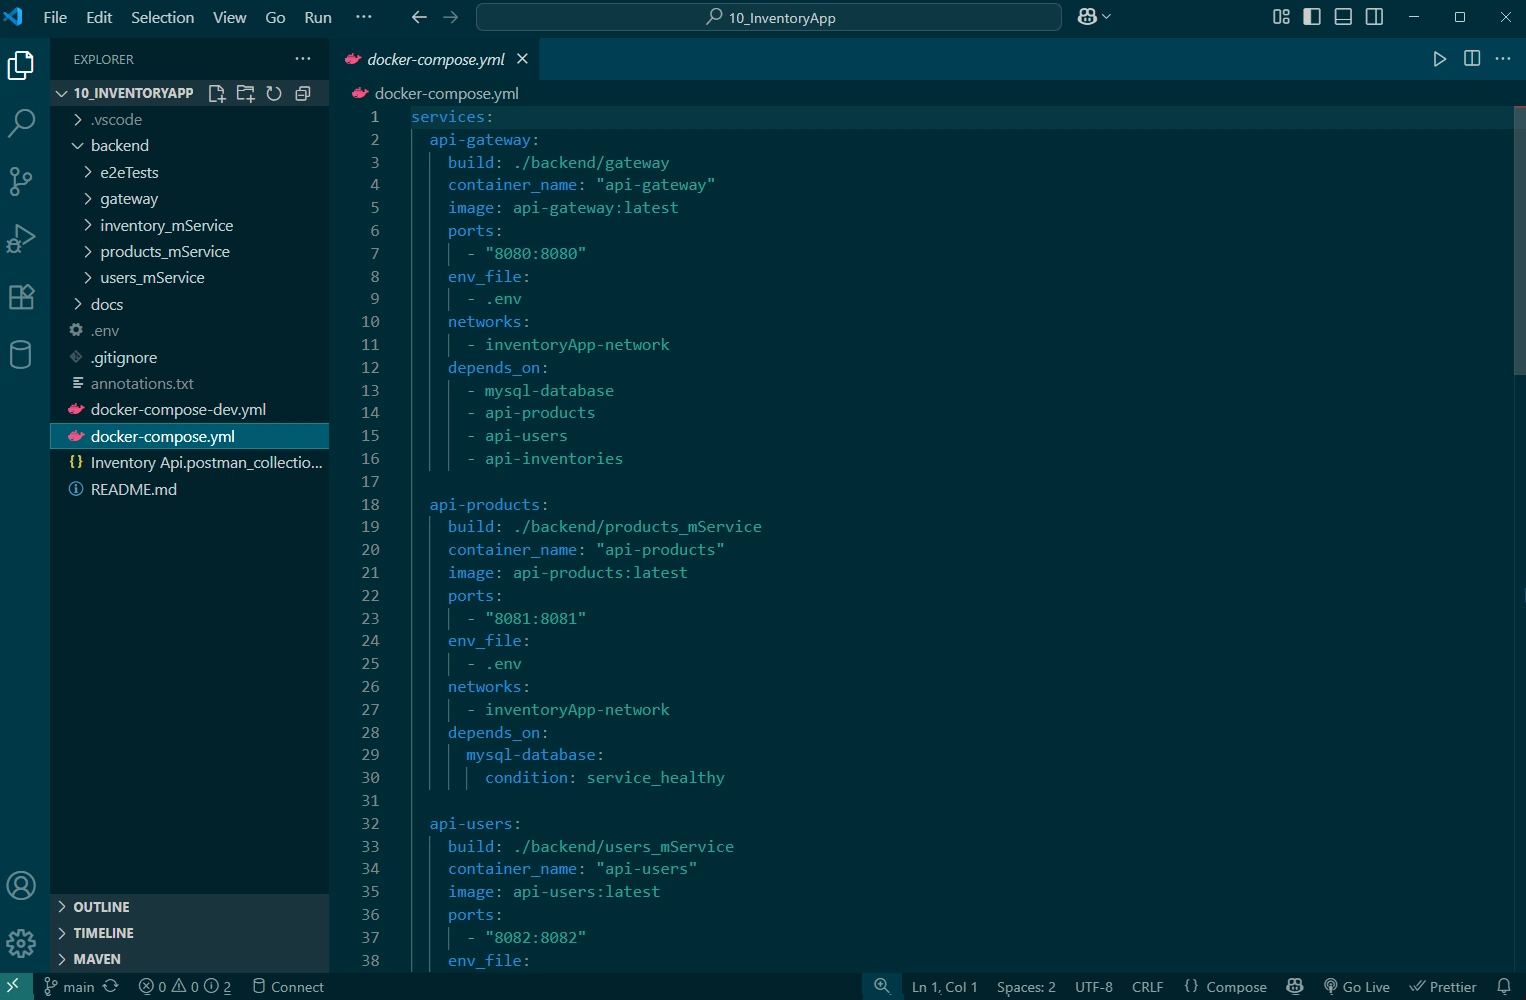 File Edit Selection View Go Run ··· 10_InventoryApp
EXPLORER ···
10_INVENTORYAPP
.vscode
backend
e2eTests
gateway
inventory_mService
products_mService
users_mService
docs
.env
.gitignore
annotations.txt
docker-compose-dev.yml
docker-compose.yml
Inventory Api.postman_collectio...
README.md
OUTLINE
TIMELINE
MAVEN
docker-compose.yml
docker-compose.yml
1 services:
2   api-gateway:
3     build: ./backend/gateway
4     container_name: "api-gateway"
5     image: api-gateway:latest
6     ports:
7       - "8080:8080"
8     env_file:
9       - .env
10     networks:
11       - inventoryApp-network
12     depends_on:
13       - mysql-database
14       - api-products
15       - api-users
16       - api-inventories
17
18   api-products:
19     build: ./backend/products_mService
20     container_name: "api-products"
21     image: api-products:latest
22     ports:
23       - "8081:8081"
24     env_file:
25       - .env
26     networks:
27       - inventoryApp-network
28     depends_on:
29       mysql-database:
30         condition: service_healthy
31
32   api-users:
33     build: ./backend/users_mService
34     container_name: "api-users"
35     image: api-users:latest
36     ports:
37       - "8082:8082"
38     env_file:
main 0 0 2 Connect Ln 1, Col 1 Spaces: 2 UTF-8 CRLF {} Compose Go Live Prettier